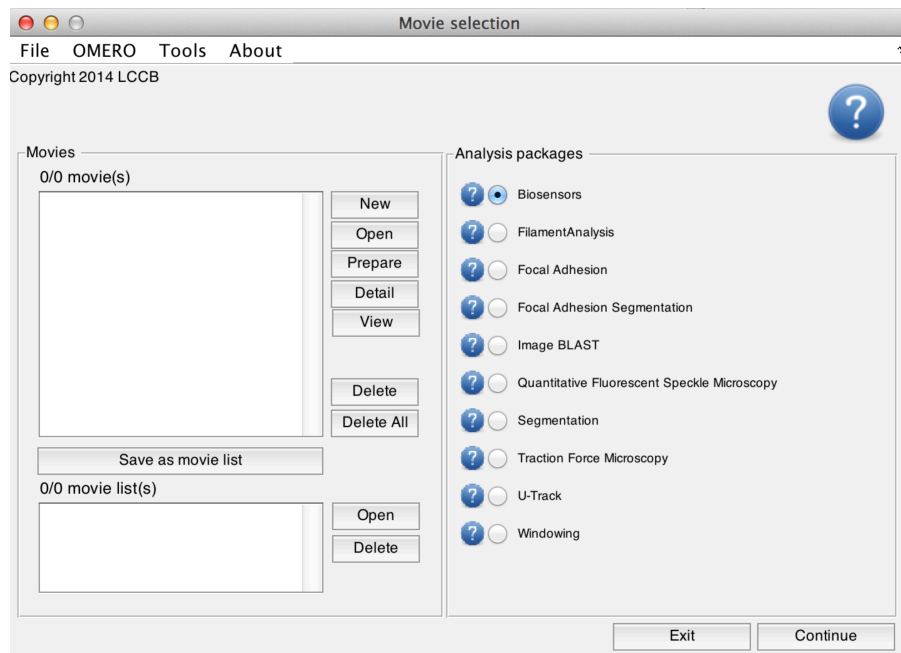 Movie selection
File OMERO Tools About
Copyright 2014 LCCB
?
Movies
0/0 movie(s)
New
Open
Prepare
Detail
View
Delete
Delete All
Save as movie list
0/0 movie list(s)
Open
Delete
Analysis packages
? Biosensors
? FilamentAnalysis
? Focal Adhesion
? Focal Adhesion Segmentation
? Image BLAST
? Quantitative Fluorescent Speckle Microscopy
? Segmentation
? Traction Force Microscopy
? U-Track
? Windowing
Exit Continue